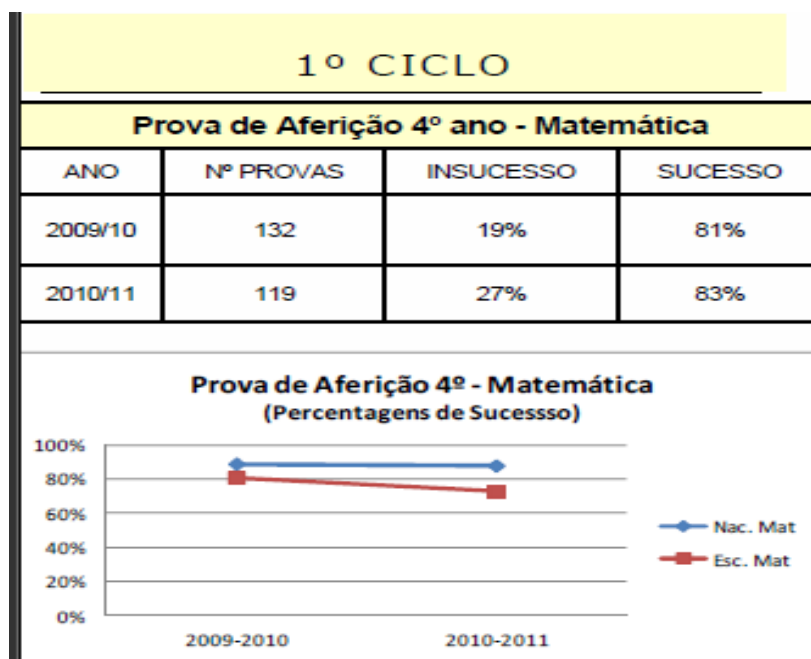 1º CICLO
Prova de Aferição 4º ano - Matemática
ANO Nº PROVAS INSUCESSO SUCESSO
2009/10 132 19% 81%
2010/11 119 27% 83%
Prova de Aferição 4º - Matemática
(Percentagens de Sucessso)
100%
80%
60%
40%
20%
0%
Nac. Mat
Esc. Mat
2009-2010 2010-2011